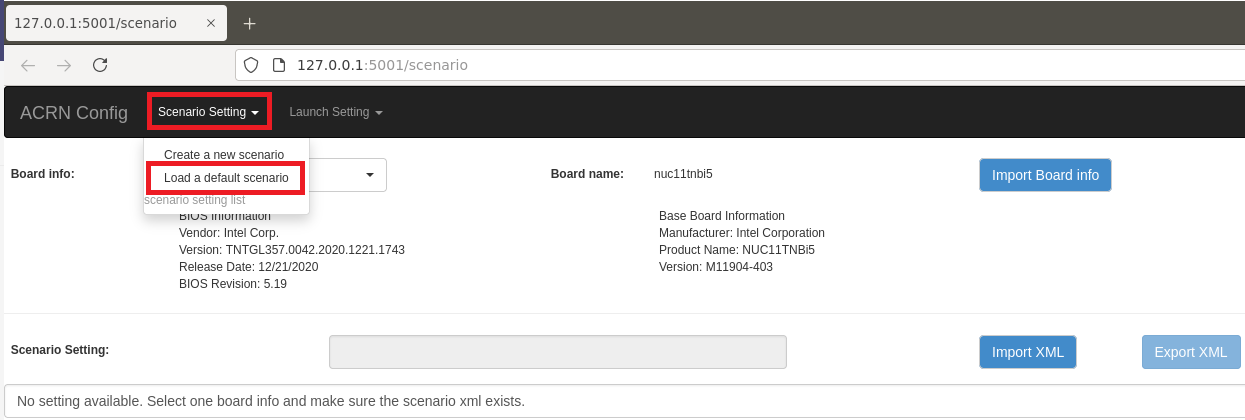 127.0.0.1:5001/scenario
127.0.0.1:5001/scenario
ACRN Config Scenario Setting Launch Setting
Create a new scenario
Load a default scenario
scenario setting list
Board info: Board name: nuc11tnbi5 Import Board info
BIOS Information
Vendor: Intel Corp.
Version: TNTGL357.0042.2020.1221.1743
Release Date: 12/21/2020
BIOS Revision: 5.19
Base Board Information
Manufacturer: Intel Corporation
Product Name: NUC11TNBi5
Version: M11904-403
Scenario Setting: Import XML Export XML
No setting available. Select one board info and make sure the scenario xml exists.